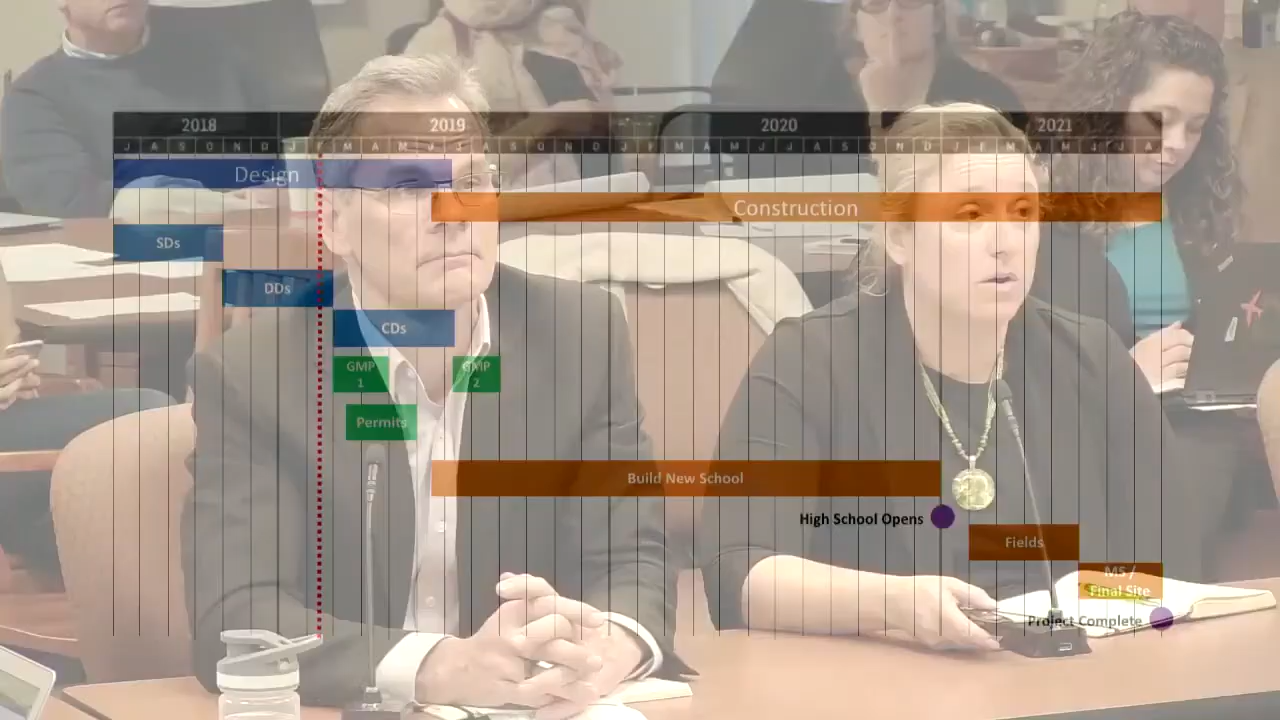 2018 2019 2020 2021
J A S O N D J M A M J J A S O N D J F M A M J J A S O N D J F M A M J J A
Design
Construction
SDs
DDs
CDs
GMP
1
GMP
2
Permits
Build New School
High School Opens
Fields
MS /
Final Site
Project Complete